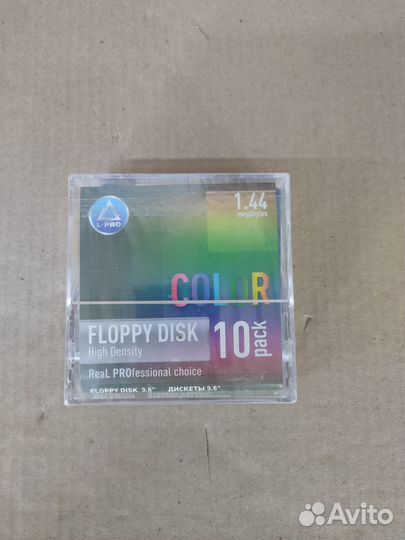 L-PRO
1.44
megabytes
COLOR
FLOPPY DISK
High Density
10 pack
ReaL PROfessional choice
FLOPPY DISK 3.5" ДИСКЕТЫ 3.5"
Avito